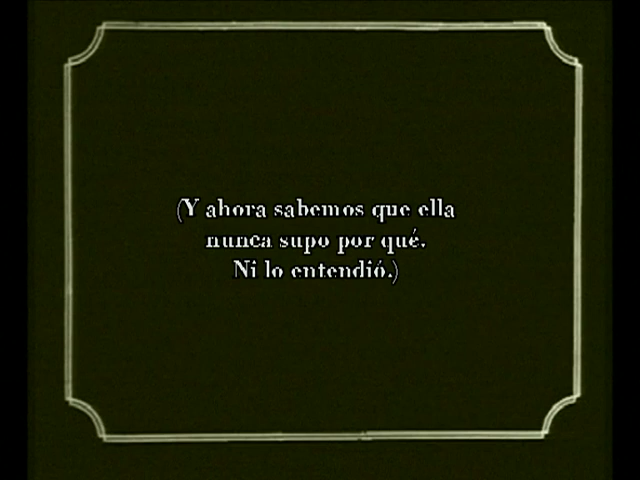 (Y ahora sabemos que ella
nunca supo por qué.
Ni lo entendió.)